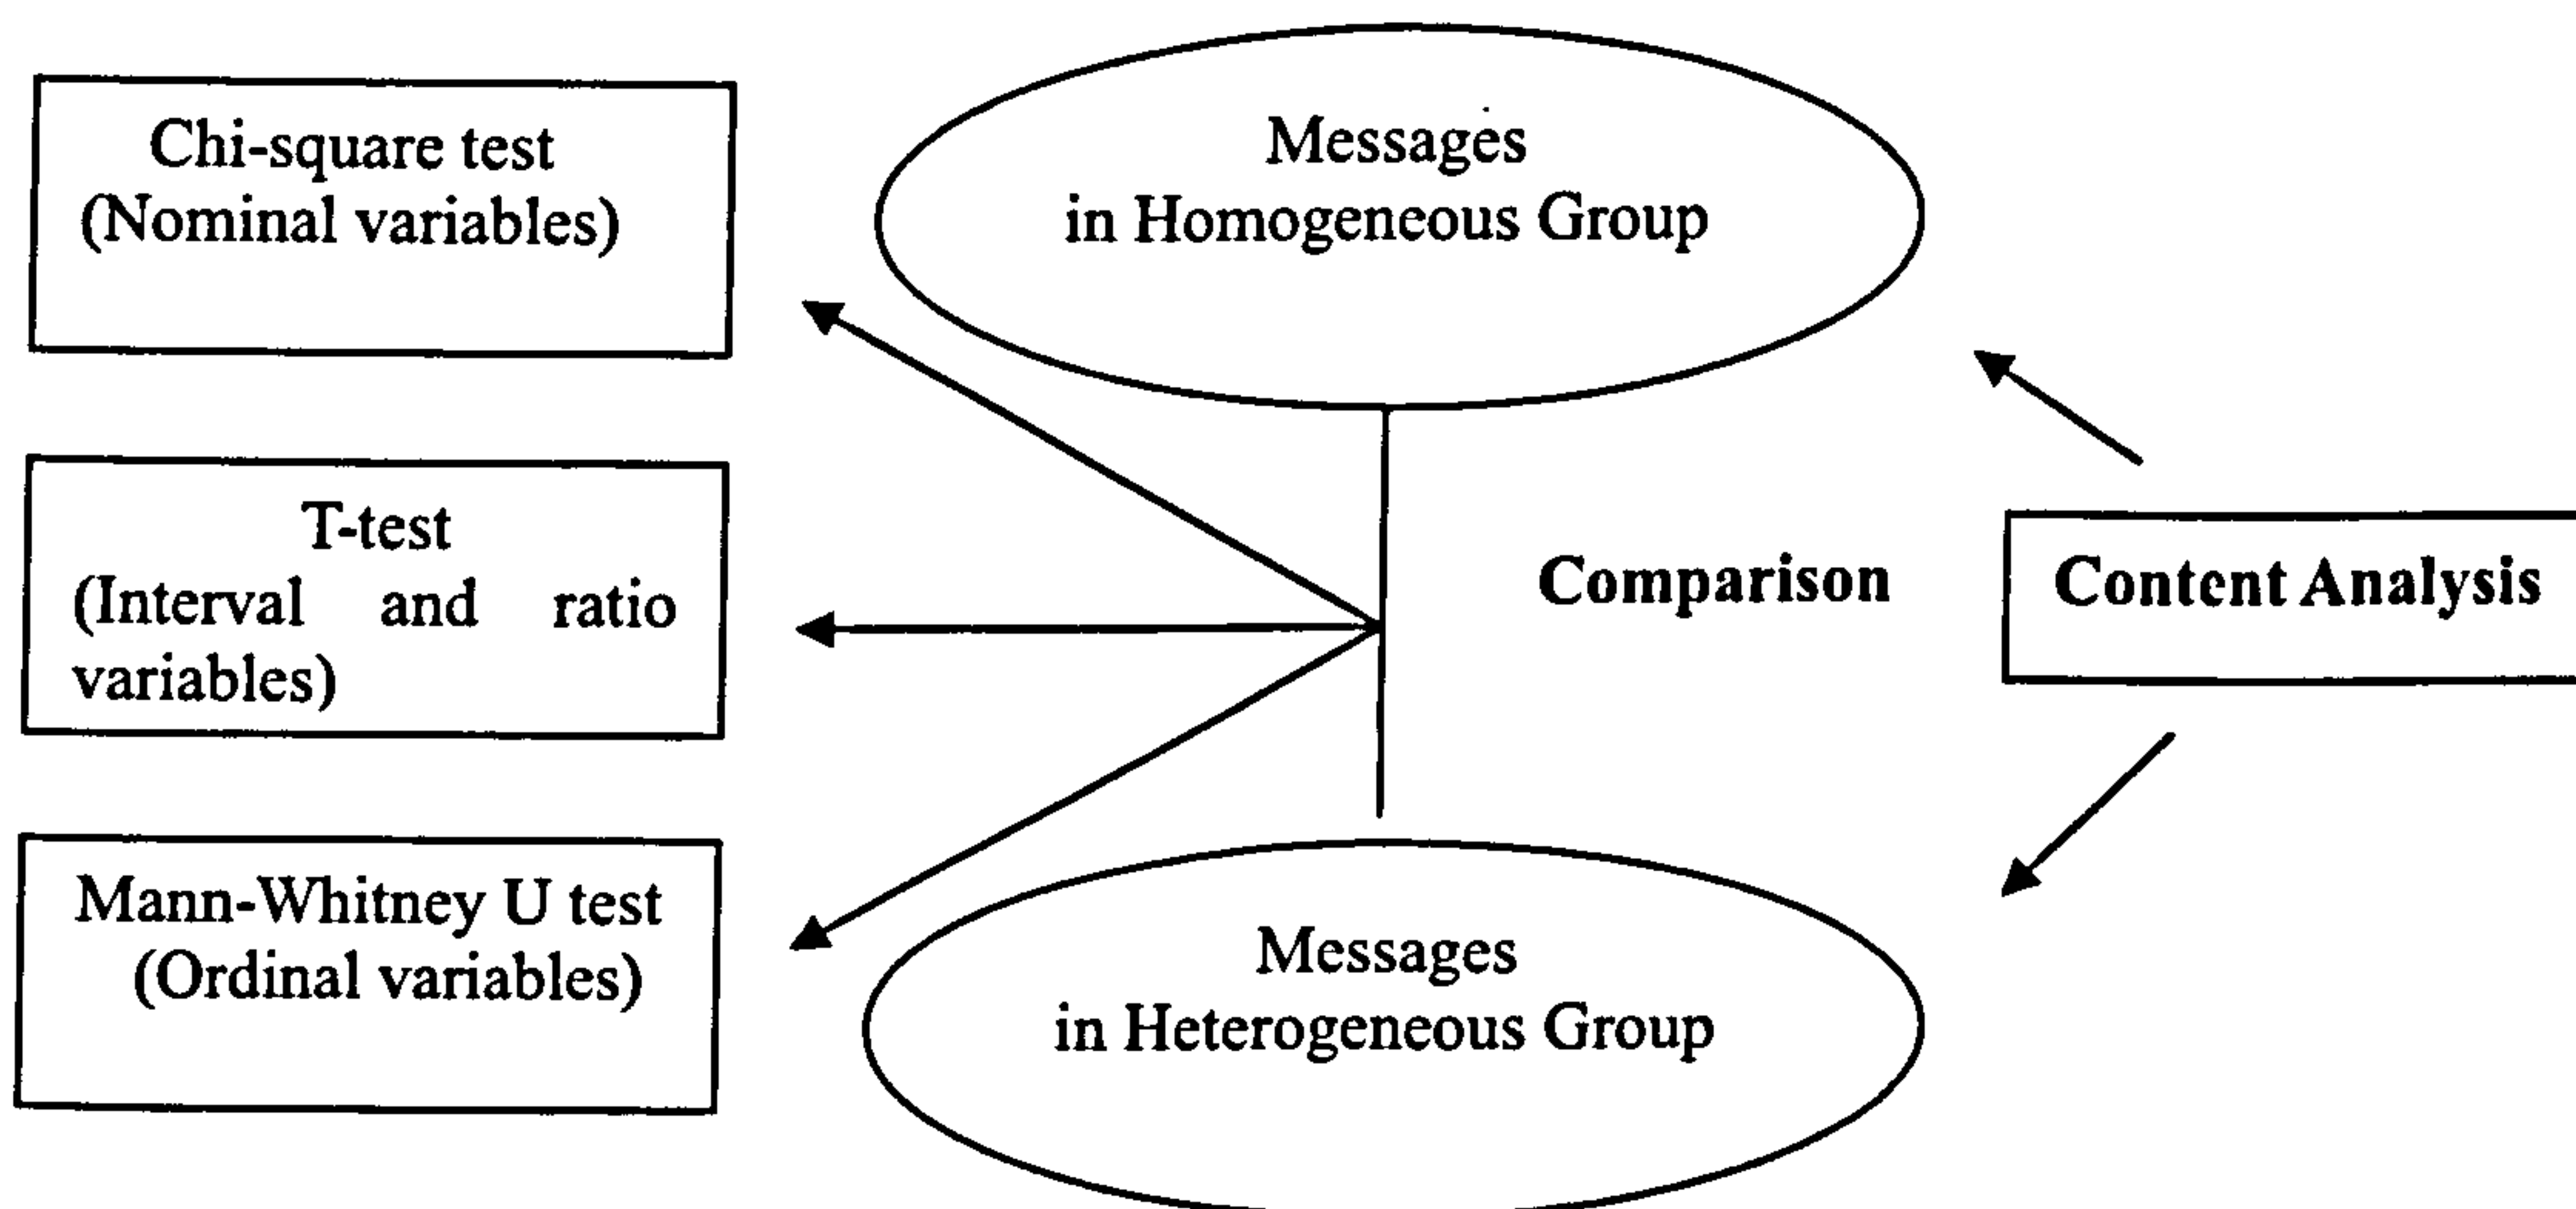 Chi-square test
(Nominal variables)
T-test
(Interval and ratio
variables)
Mann-Whitney U test
(Ordinal variables)
Messages
in Homogeneous Group
Comparison
Messages
in Heterogeneous Group
Content Analysis